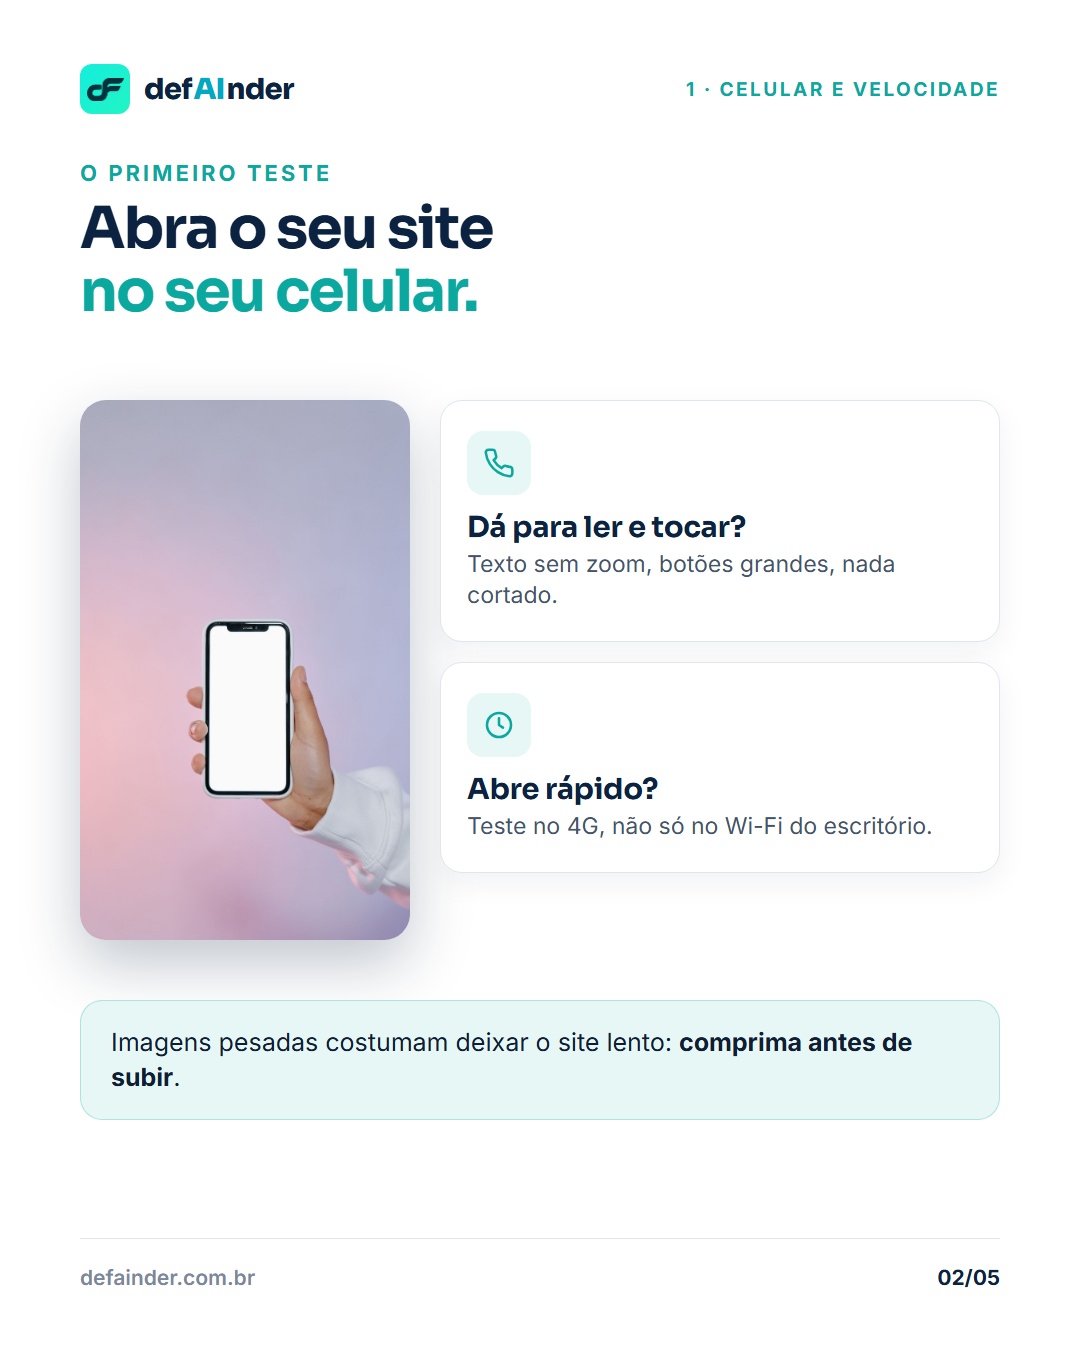 defAInder
1 · CELULAR E VELOCIDADE
O PRIMEIRO TESTE
Abra o seu site
no seu celular.
Dá para ler e tocar?
Texto sem zoom, botões grandes, nada
cortado.
Abre rápido?
Teste no 4G, não só no Wi-Fi do escritório.
Imagens pesadas costumam deixar o site lento: comprima antes de
subir.
defainder.com.br
02/05